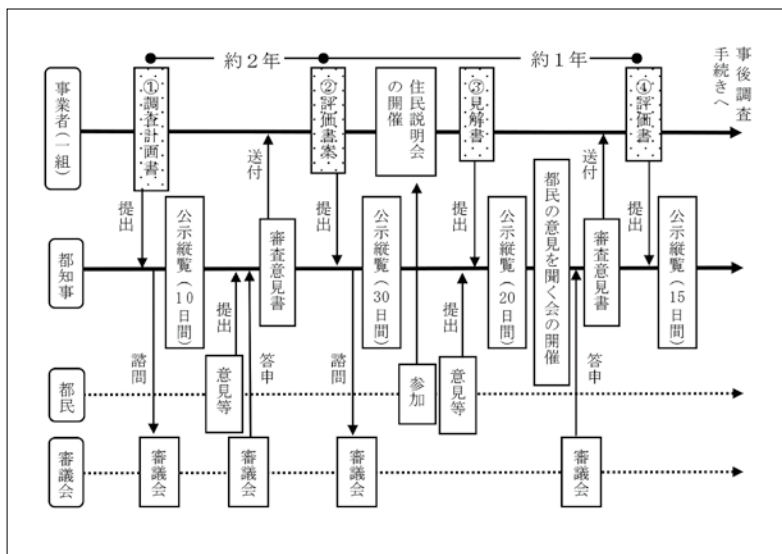 約２年
約１年
事後調査
手続きへ
事業者(一組)
①調査計画書
②評価書案
住民説明会
の開催
③見解書
④評価書
提出
送付
提出
提出
送付
提出
都知事
公示縦覧(10日間)
審査意見書
公示縦覧(30日間)
公示縦覧(20日間)
都民の意見を聞く会の開催
審査意見書
公示縦覧(15日間)
諮問
提出
答申
諮問
提出
答申
都民
意見等
参加
意見等
審議会
審議会
審議会
審議会
審議会